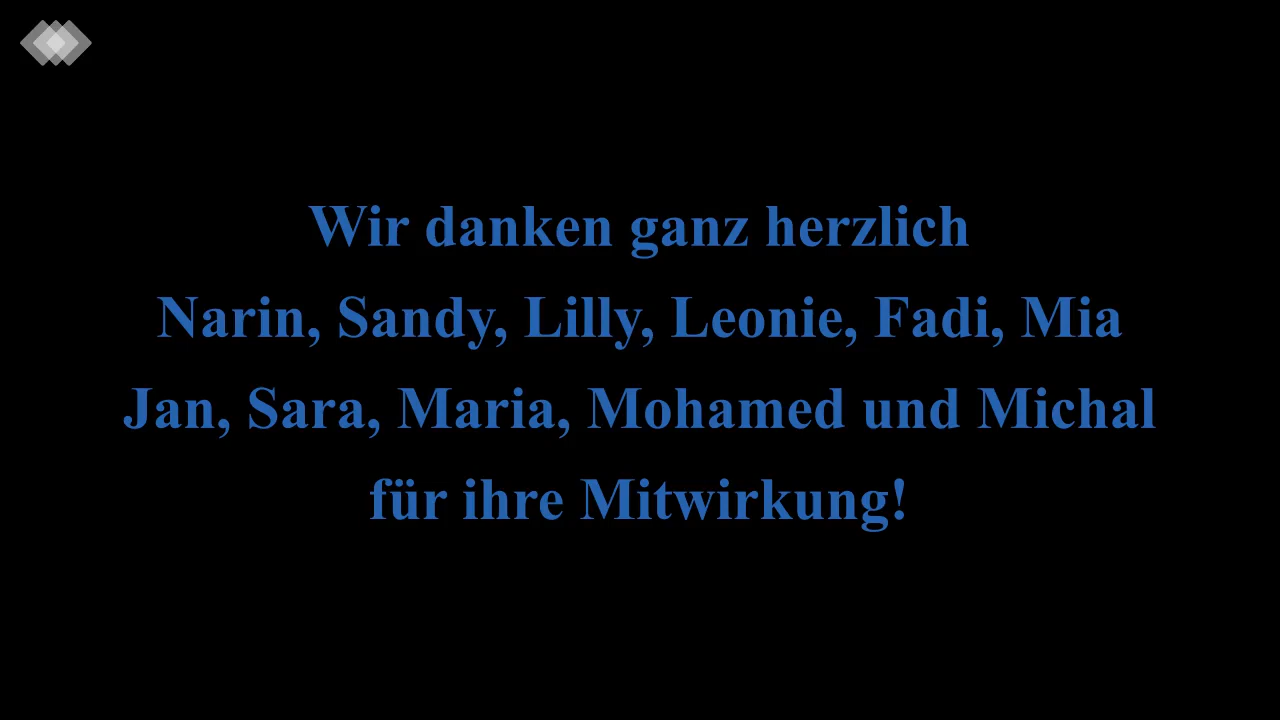 Wir danken ganz herzlich
Narin, Sandy, Lilly, Leonie, Fadi, Mia
Jan, Sara, Maria, Mohamed und Michal
für ihre Mitwirkung!